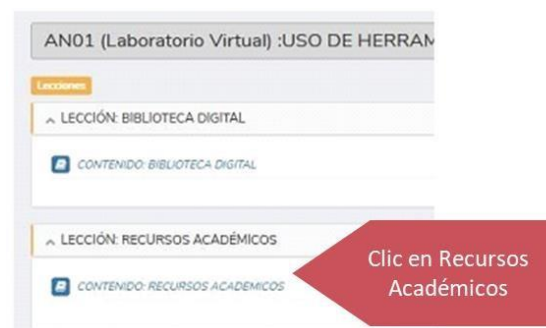 AN01 (Laboratorio Virtual) :USO DE HERRAM
Lecciones
LECCIÓN: BIBLIOTECA DIGITAL
CONTENIDO: BIBLIOTECA DIGITAL
LECCIÓN: RECURSOS ACADÉMICOS
CONTENIDO: RECURSOS ACADEMICOS
Clic en Recursos
Académicos